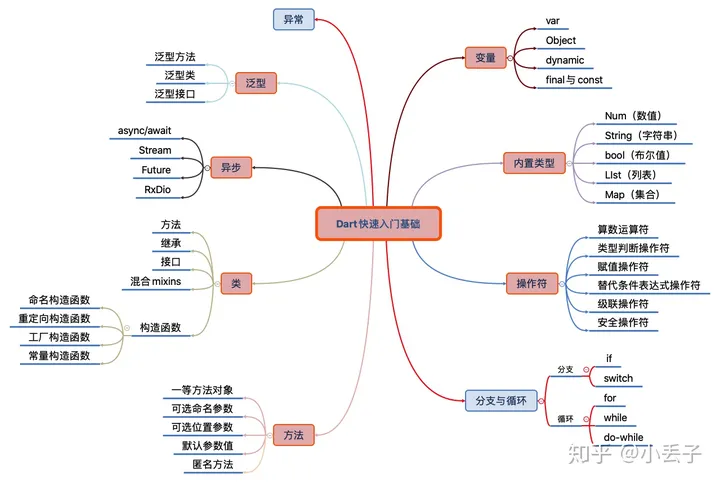 Dart快速入门基础
异常
泛型
泛型方法
泛型类
泛型接口
异步
async/await
Stream
Future
RxDio
类
方法
继承
接口
混合mixins
构造函数
命名构造函数
重定向构造函数
工厂构造函数
常量构造函数
方法
一等方法对象
可选命名参数
可选位置参数
默认参数值
匿名方法
变量
var
Object
dynamic
final与const
内置类型
Num（数值）
String（字符串）
bool（布尔值）
LIst（列表）
Map（集合）
操作符
算数运算符
类型判断操作符
赋值操作符
替代条件表达式操作符
级联操作符
安全操作符
分支与循环
分支
if
switch
循环
for
while
do-while
知乎 @小丢子